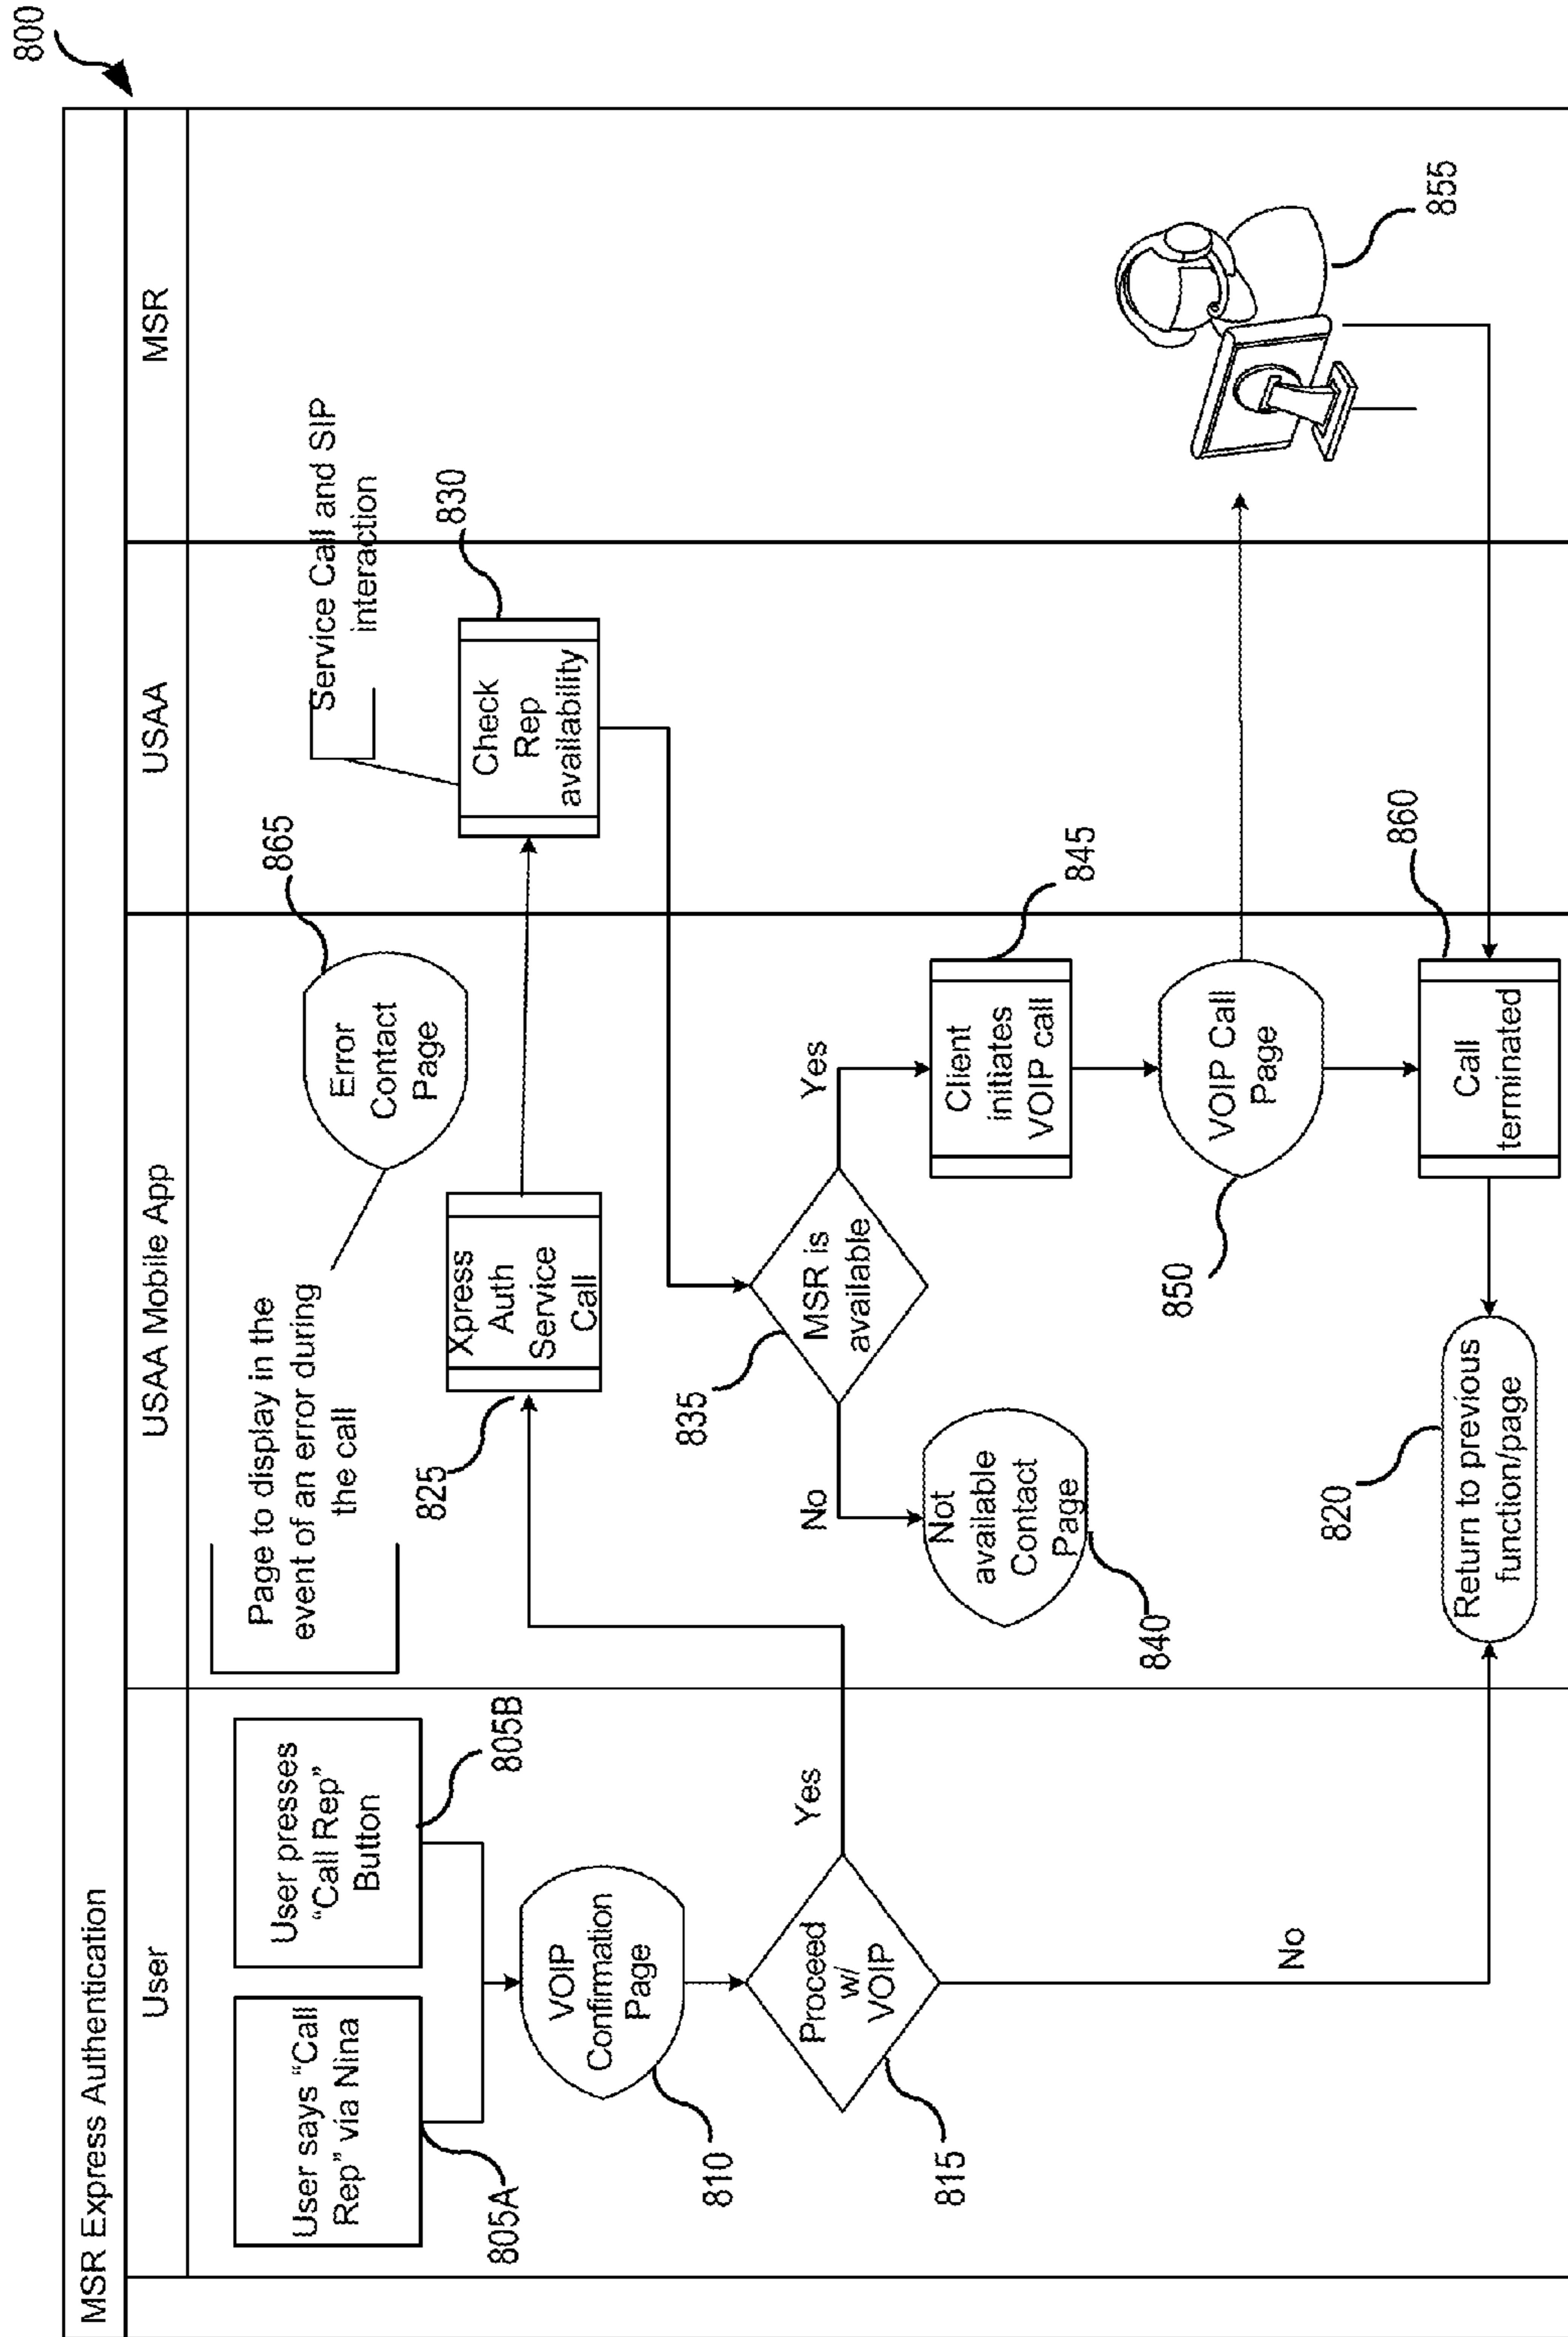 800
MSR Express Authentication
User
USAA Mobile App
USAA
MSR
User says "Call
Rep" via Nina
805A
User presses
"Call Rep"
Button
805B
VOIP
Confirmation
Page
810
Proceed
w/
VOIP
815
Yes
No
Page to display in the
event of an error during
the call
Error
Contact
Page
865
Xpress
Auth
Service
Call
825
Service Call and SIP
interaction
Check
Rep
availability
830
MSR is
available
835
No
Yes
Not
available
Contact
Page
840
Client
initiates
VOIP call
845
VOIP Call
Page
850
855
Call
terminated
860
Return to previous
function/page
820